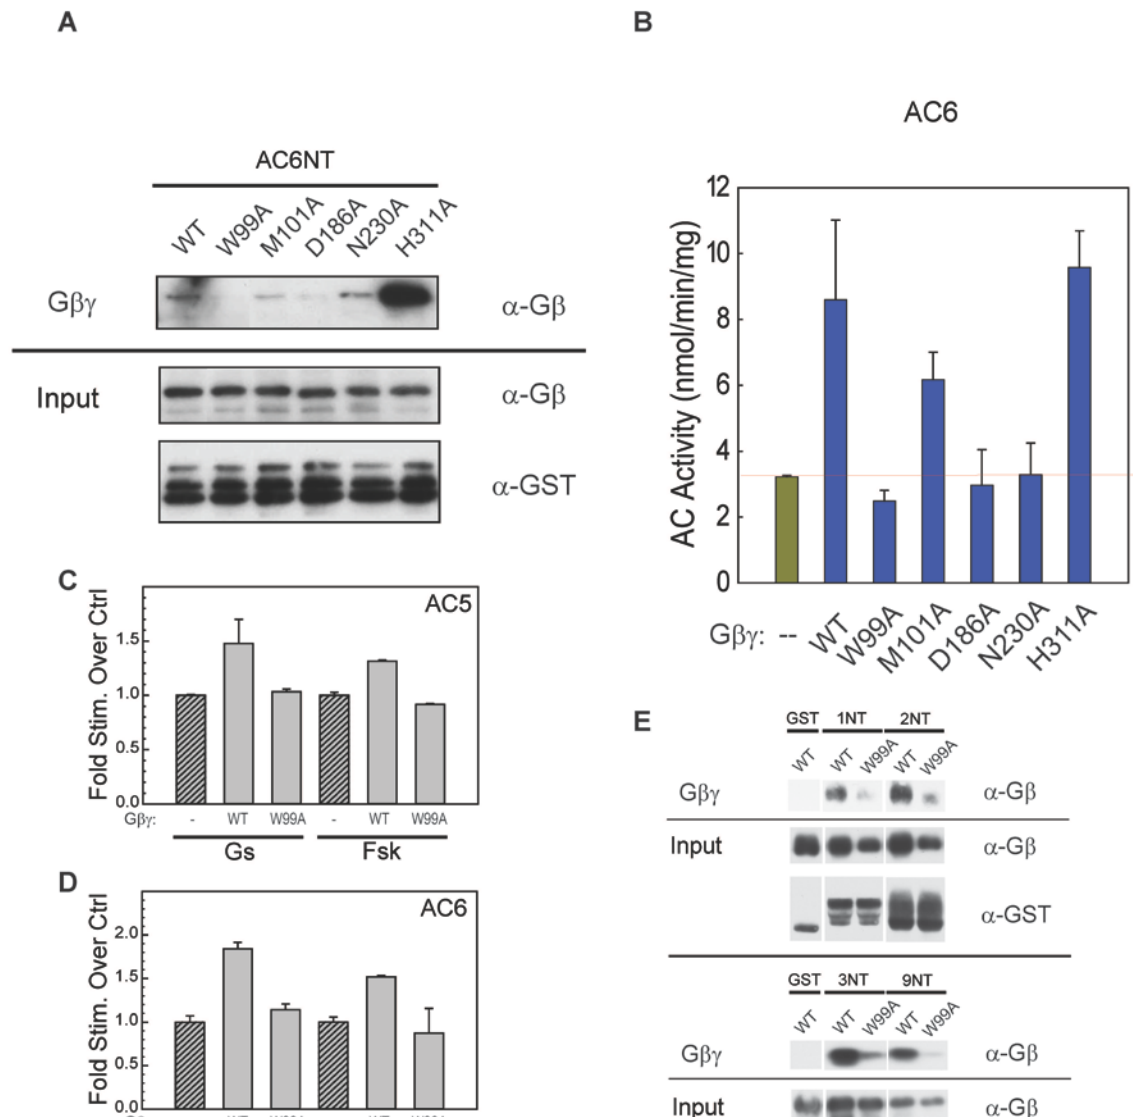 A
AC6NT
WT W99A M101A D186A N230A H311A
Gβγ α-Gβ
Input α-Gβ
α-GST
B
AC6
AC Activity (nmol/min/mg)
12
10
8
6
4
2
0
Gβγ: -- WT W99A M101A D186A N230A H311A
C
AC5
Fold Stim. Over Ctrl
1.5
1.0
0.5
0.0
Gβγ: - WT W99A - WT W99A
Gs Fsk
D
AC6
Fold Stim. Over Ctrl
2.0
1.5
1.0
0.5
0.0
E
GST 1NT 2NT
WT WT W99A WT W99A
Gβγ α-Gβ
Input α-Gβ
α-GST
GST 3NT 9NT
WT WT W99A WT W99A
Gβγ α-Gβ
Input α-Gβ